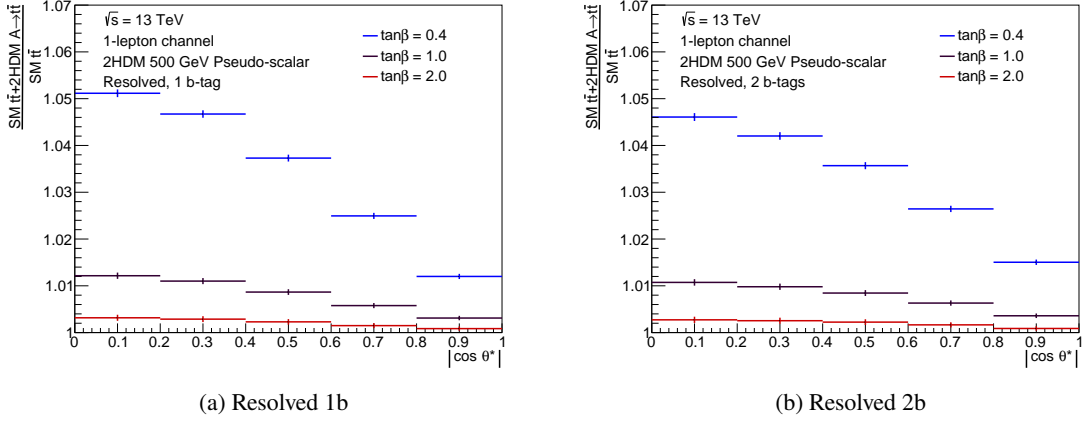 SM tt̄+2HDM A→tt̄
SM tt̄
√s = 13 TeV
1-lepton channel
2HDM 500 GeV Pseudo-scalar
Resolved, 1 b-tag
tanβ = 0.4
tanβ = 1.0
tanβ = 2.0
1.07
1.06
1.05
1.04
1.03
1.02
1.01
1
0 0.1 0.2 0.3 0.4 0.5 0.6 0.7 0.8 0.9 1
|cos θ*|
(a) Resolved 1b
SM tt̄+2HDM A→tt̄
SM tt̄
√s = 13 TeV
1-lepton channel
2HDM 500 GeV Pseudo-scalar
Resolved, 2 b-tags
tanβ = 0.4
tanβ = 1.0
tanβ = 2.0
1.07
1.06
1.05
1.04
1.03
1.02
1.01
1
0 0.1 0.2 0.3 0.4 0.5 0.6 0.7 0.8 0.9 1
|cos θ*|
(b) Resolved 2b